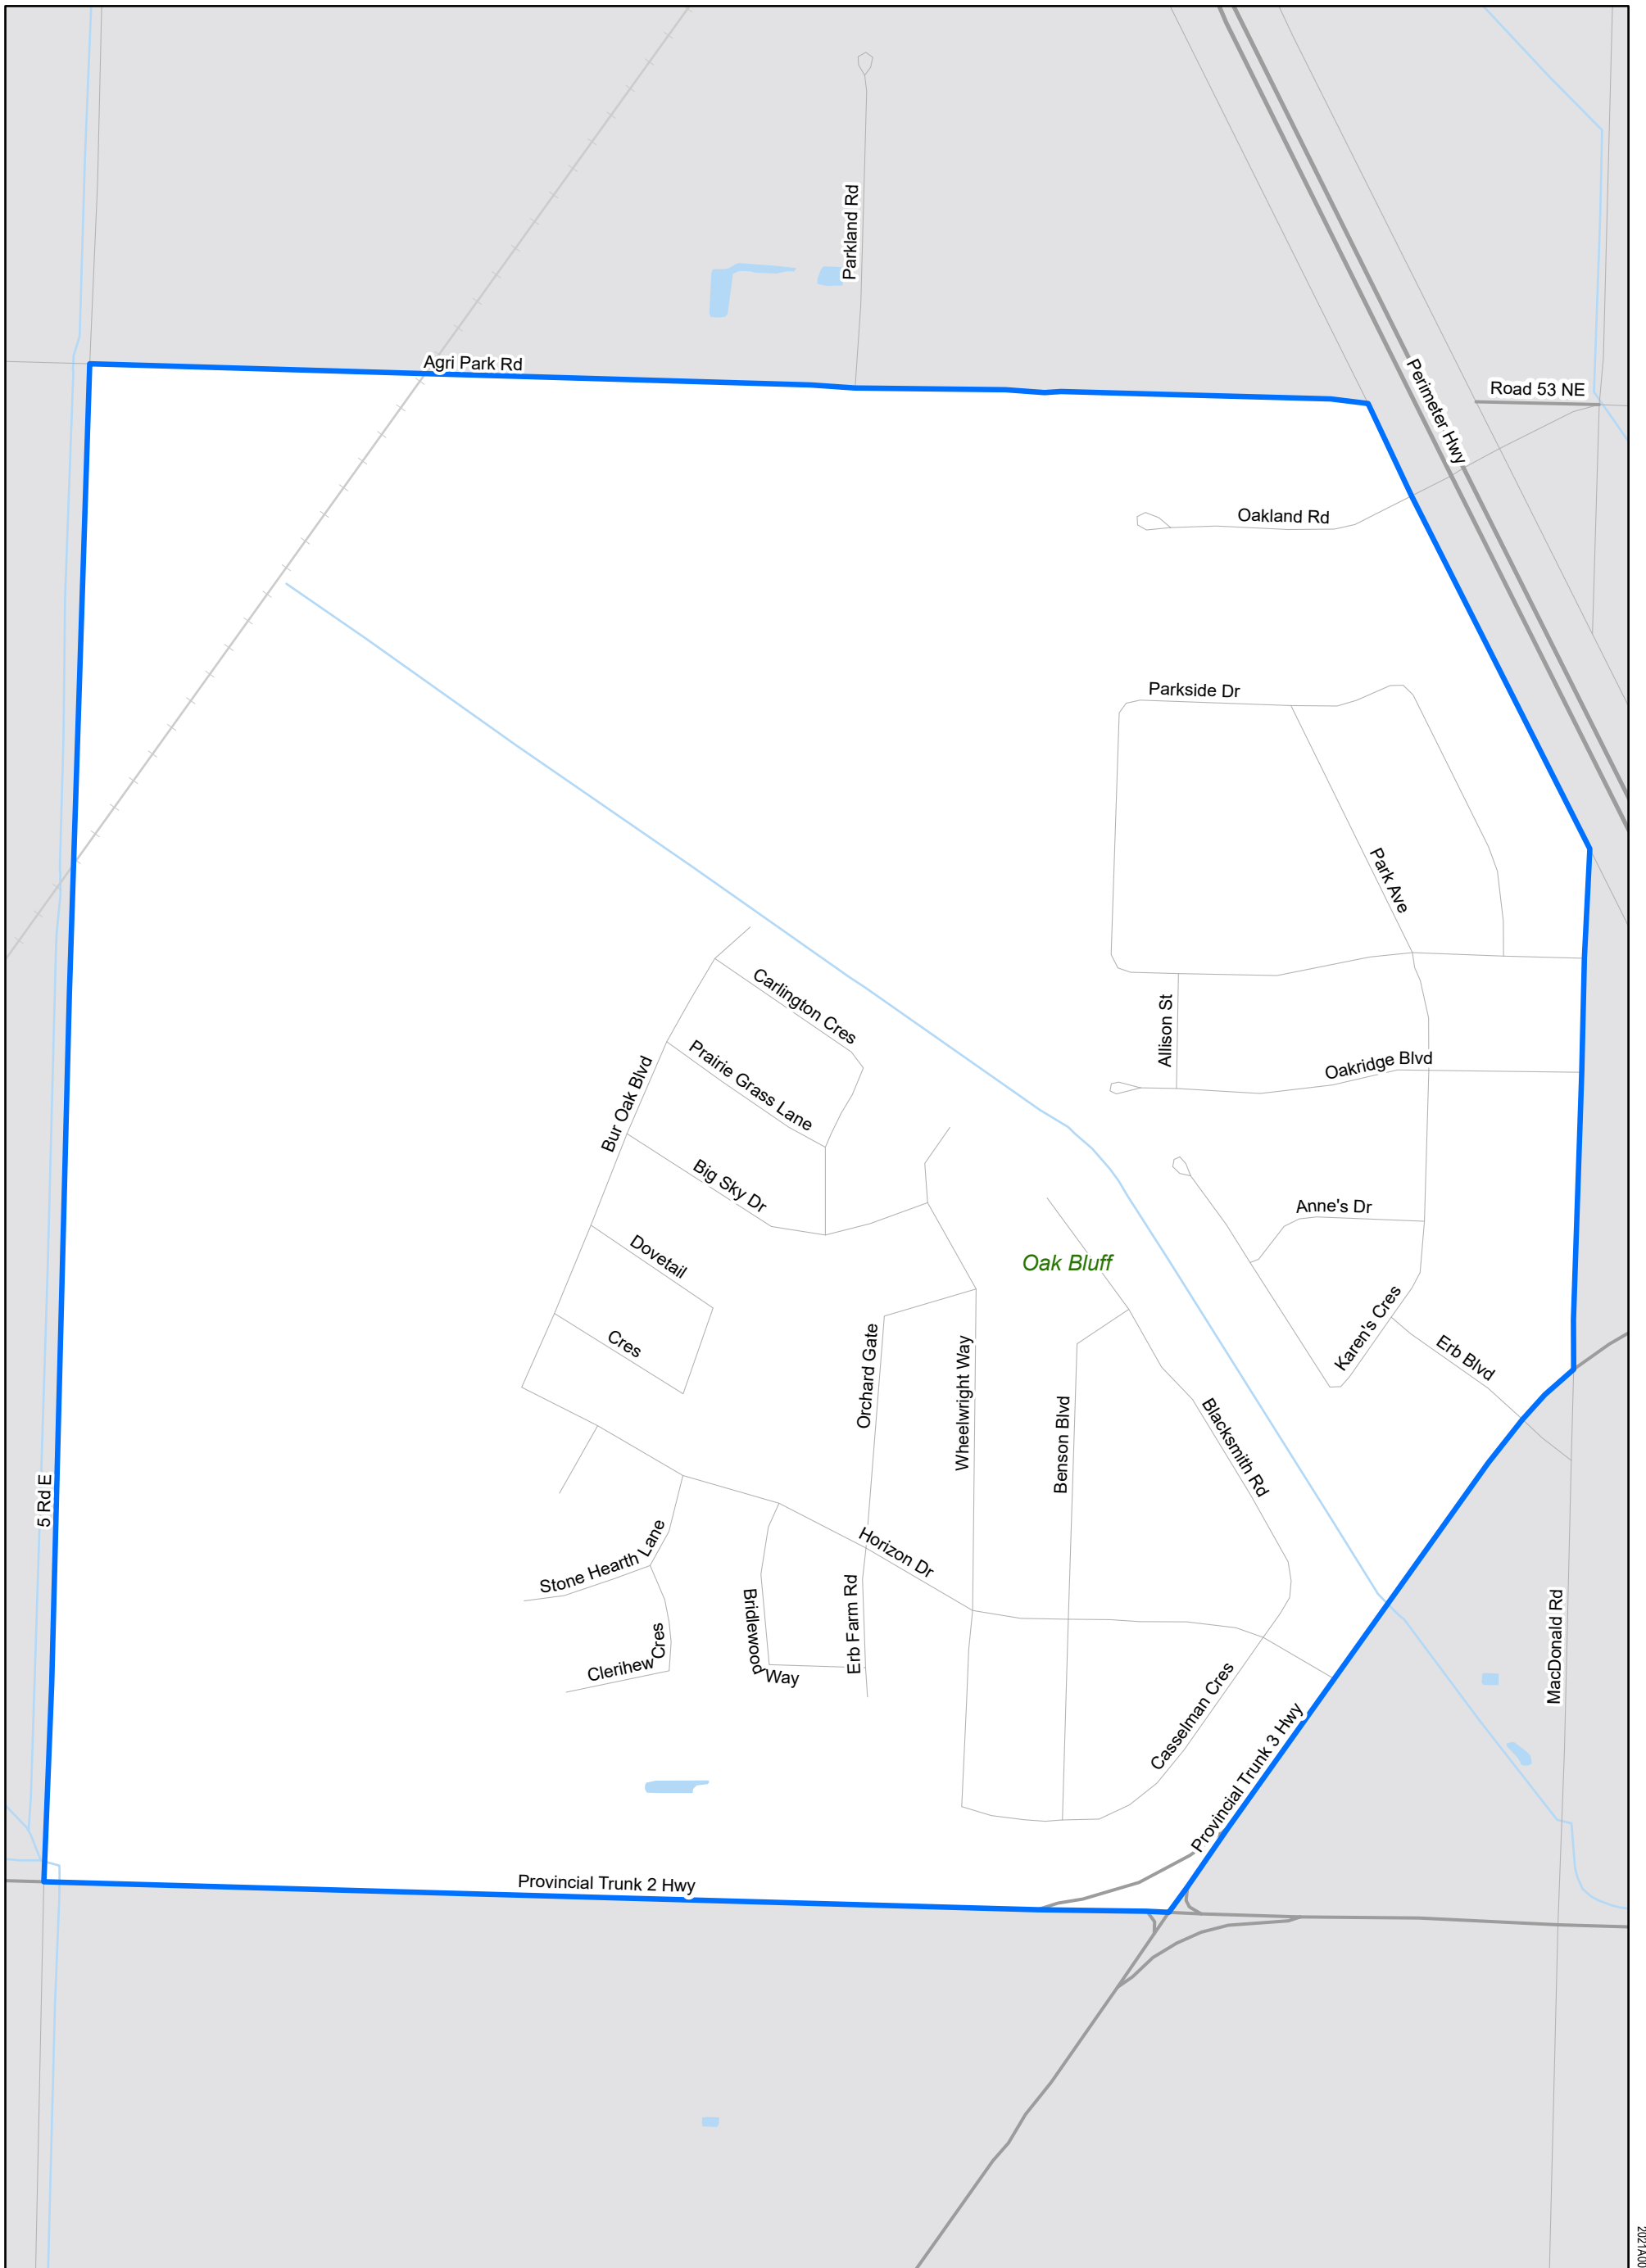 Parkland Rd
Agri Park Rd
Perimeter Hwy
Road 53 NE
Oakland Rd
Parkside Dr
Park Ave
Carlington Cres
Allison St
Prairie Grass Lane
Oakridge Blvd
Bur Oak Blvd
Big Sky Dr
Anne's Dr
Dovetail
Oak Bluff
Cres
Karen's Cres
Erb Blvd
Orchard Gate
Wheelwright Way
Benson Blvd
Blacksmith Rd
5 Rd E
Horizon Dr
Stone Hearth Lane
Bridlewood Way
Erb Farm Rd
Clerihew Cres
MacDonald Rd
Casselman Cres
Provincial Trunk 3 Hwy
Provincial Trunk 2 Hwy